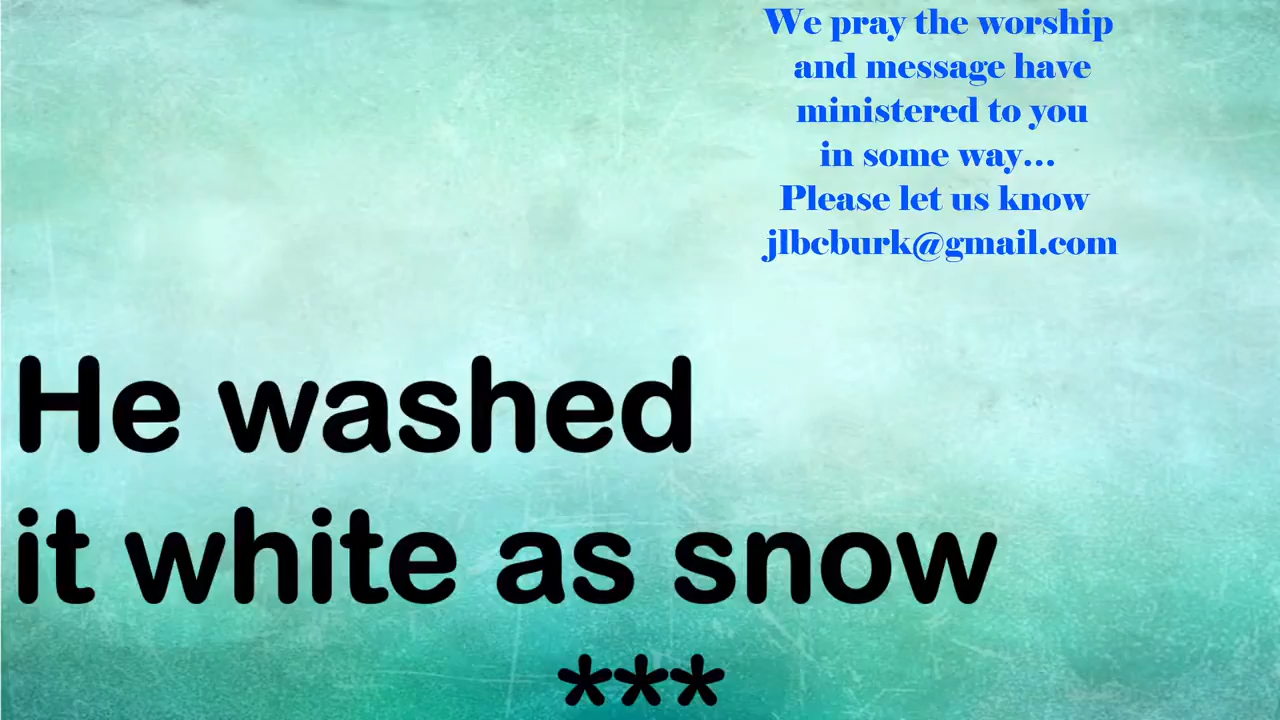 We pray the worship
and message have
ministered to you
in some way...
Please let us know
jlbcburk@gmail.com
He washed
it white as snow
***